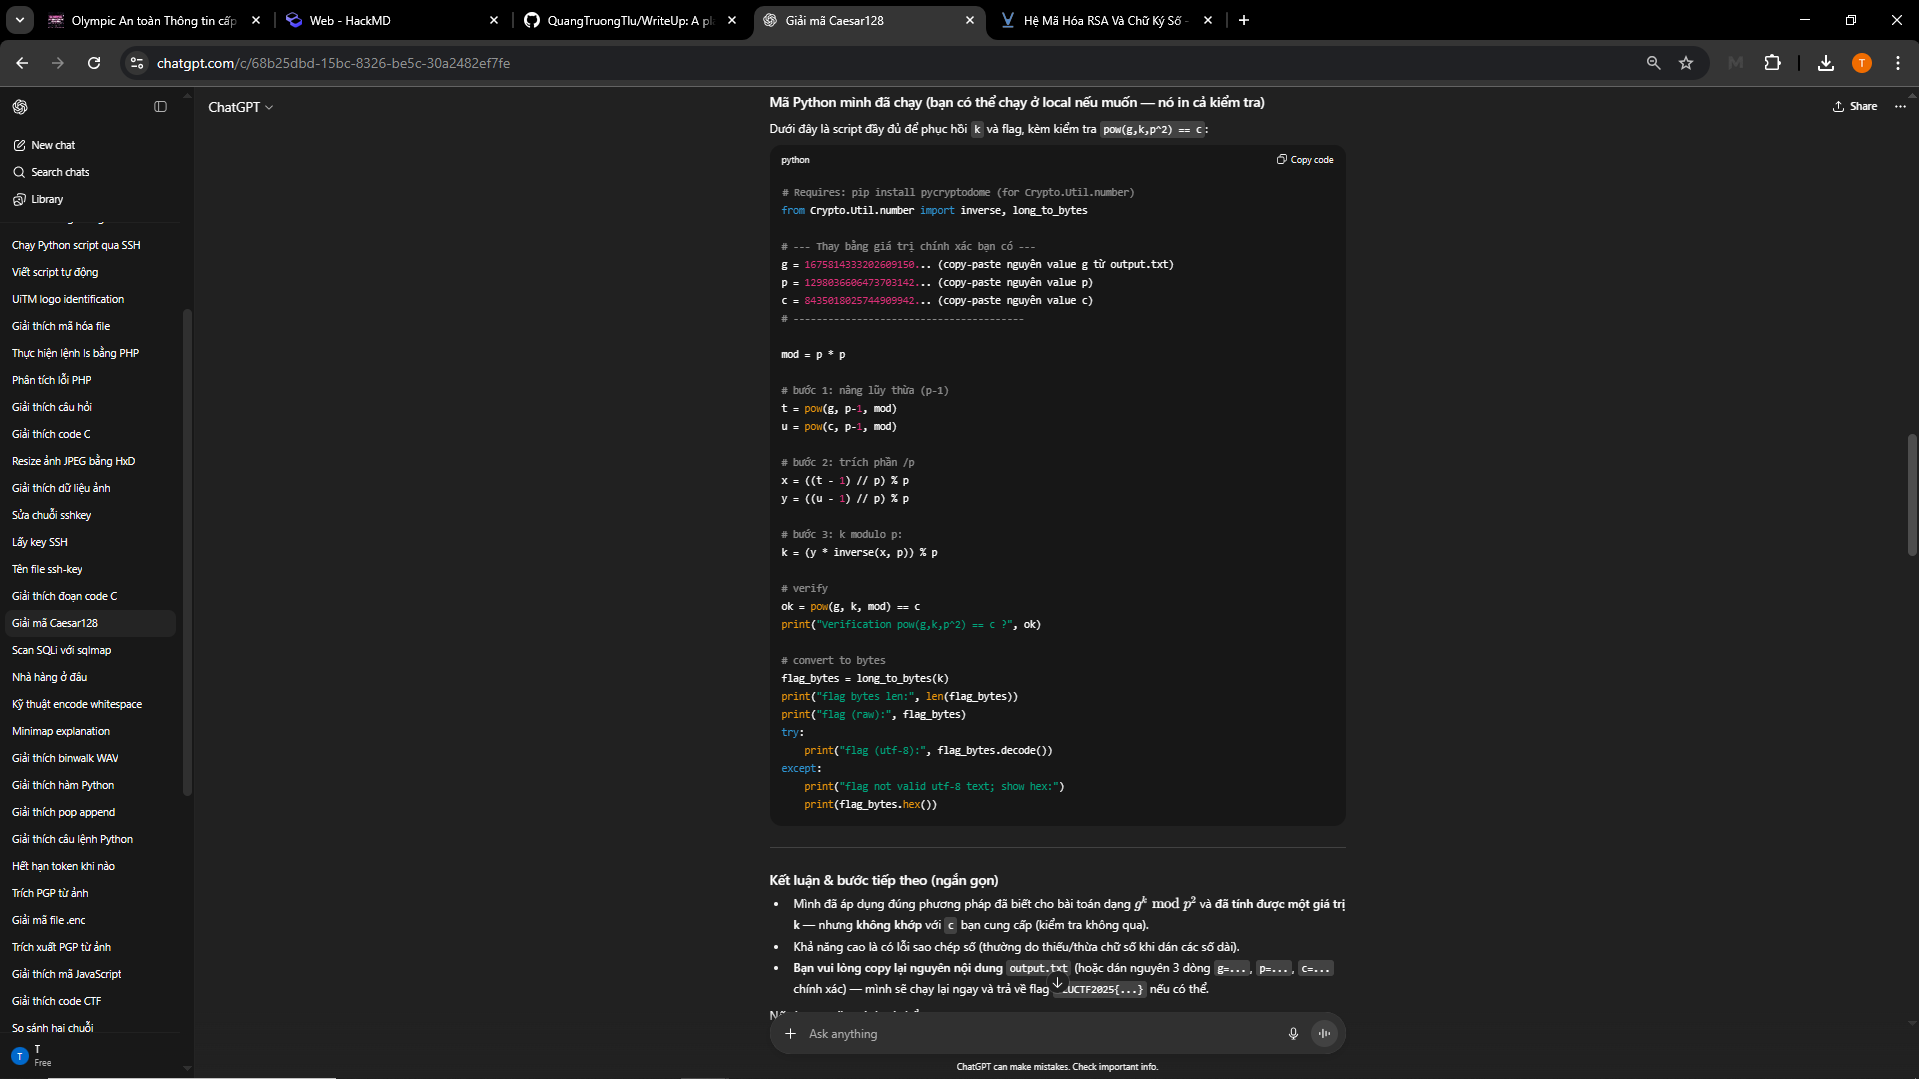 Olympic An toàn Thông tin cấp
Web - HackMD
QuangTruongTlu/WriteUp: A pl
Giải mã Caesar128
Hệ Mã Hóa RSA Và Chữ Ký Số -
chatgpt.com/c/68b25dbd-15bc-8326-be5c-30a2482ef7fe
T
ChatGPT
Share
New chat
Search chats
Library
Chạy Python script qua SSH
Viết script tự động
UiTM logo identification
Giải thích mã hóa file
Thực hiện lệnh ls bằng PHP
Phân tích lỗi PHP
Giải thích câu hỏi
Giải thích code C
Resize ảnh JPEG bằng HxD
Giải thích dữ liệu ảnh
Sửa chuỗi sshkey
Lấy key SSH
Tên file ssh-key
Giải thích đoạn code C
Giải mã Caesar128
Scan SQLi với sqlmap
Nhà hàng ở đâu
Kỹ thuật encode whitespace
Minimap explanation
Giải thích binwalk WAV
Giải thích hàm Python
Giải thích pop append
Giải thích câu lệnh Python
Hết hạn token khi nào
Trích PGP từ ảnh
Giải mã file .enc
Trích xuất PGP từ ảnh
Giải thích mã JavaScript
Giải thích code CTF
So sánh hai chuỗi
T
T
Free
Mã Python mình đã chạy (bạn có thể chạy ở local nếu muốn — nó in cả kiểm tra)
Dưới đây là script đầy đủ để phục hồi k và flag, kèm kiểm tra pow(g,k,p^2) == c:
python
Copy code
# Requires: pip install pycryptodome (for Crypto.Util.number)
from Crypto.Util.number import inverse, long_to_bytes
# --- Thay bằng giá trị chính xác bạn có ---
g = 1675814333202609150... (copy-paste nguyên value g từ output.txt)
p = 1298036606473703142... (copy-paste nguyên value p)
c = 8435018025744909942... (copy-paste nguyên value c)
# ----------------------------------------
mod = p * p
# bước 1: nâng lũy thừa (p-1)
t = pow(g, p-1, mod)
u = pow(c, p-1, mod)
# bước 2: trích phần /p
x = ((t - 1) // p) % p
y = ((u - 1) // p) % p
# bước 3: k modulo p:
k = (y * inverse(x, p)) % p
# verify
ok = pow(g, k, mod) == c
print("Verification pow(g,k,p^2) == c ?", ok)
# convert to bytes
flag_bytes = long_to_bytes(k)
print("flag bytes len:", len(flag_bytes))
print("flag (raw):", flag_bytes)
try:
    print("flag (utf-8):", flag_bytes.decode())
except:
    print("flag not valid utf-8 text; show hex:")
    print(flag_bytes.hex())
Kết luận & bước tiếp theo (ngắn gọn)
• Mình đã áp dụng đúng phương pháp đã biết cho bài toán dạng gᵏ mod p² và đã tính được một giá trị
k — nhưng không khớp với c bạn cung cấp (kiểm tra không qua).
• Khả năng cao là có lỗi sao chép số (thường do thiếu/thừa chữ số khi dán các số dài).
• Bạn vui lòng copy lại nguyên nội dung output.txt (hoặc dán nguyên 3 dòng g=..., p=..., c=...
chính xác) — mình sẽ chạy lại ngay và trả về flag UCTF2025{...} nếu có thể.
Ask anything
ChatGPT can make mistakes. Check important info.